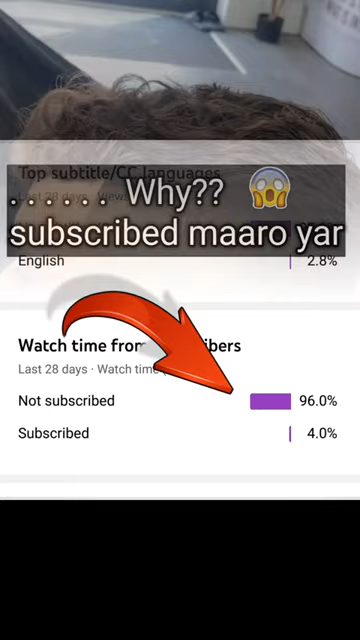 Top subtitle/CC languages
...... Why?? 😱
Last 28 days · Views
subscribed maaro yar
English 2.8%
Watch time from
Last 28 days · Watch time
Not subscribed 96.0%
Subscribed 4.0%